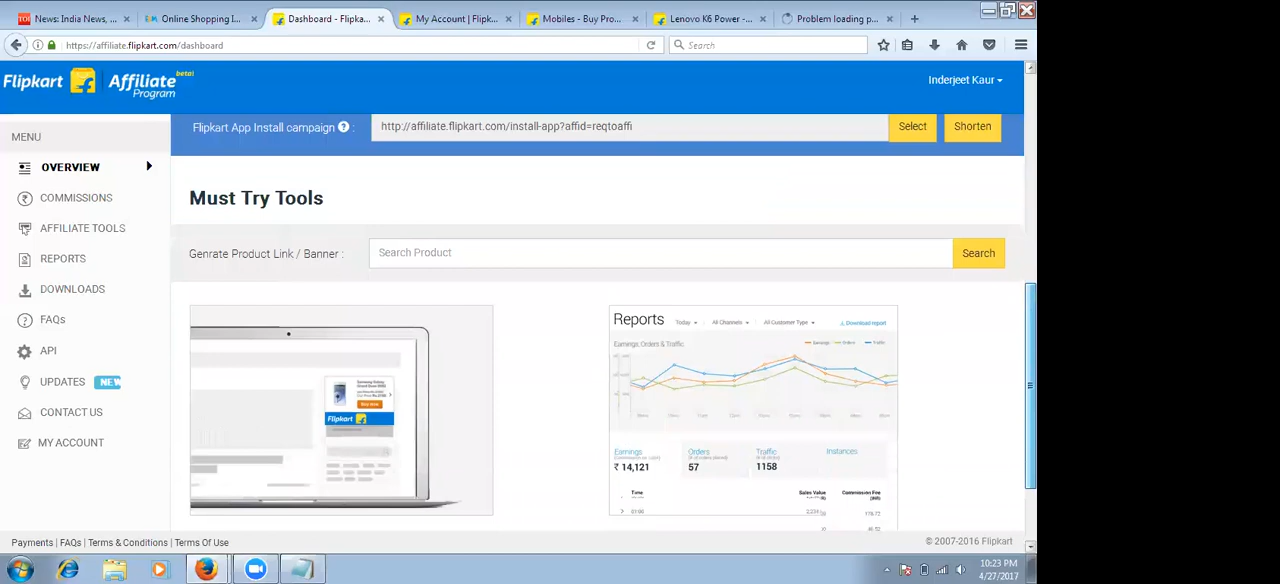 News: India News, ...
Online Shopping I...
Dashboard - Flipka...
My Account | Flipk...
Mobiles - Buy Pro...
Lenovo K6 Power -...
Problem loading p...
https://affiliate.flipkart.com/dashboard
Search
Flipkart
Affiliate beta!
Program
Inderjeet Kaur
MENU
Flipkart App Install campaign ? :
http://affiliate.flipkart.com/install-app?affid=reqtoaffi
Select
Shorten
OVERVIEW
COMMISSIONS
AFFILIATE TOOLS
REPORTS
DOWNLOADS
FAQs
API
UPDATES NEW
CONTACT US
MY ACCOUNT
Must Try Tools
Genrate Product Link / Banner :
Search Product
Search
Flipkart
Reports
Today
All Channels
All Customer Type
Download report
Earnings, Orders & Traffic
Earnings
Orders
Traffic
Earnings
₹ 14,121
Orders
57
Traffic
1158
Instances
Time
Sales Value
Commission Fee
Payments | FAQs | Terms & Conditions | Terms Of Use
© 2007-2016 Flipkart
10:23 PM
4/27/2017